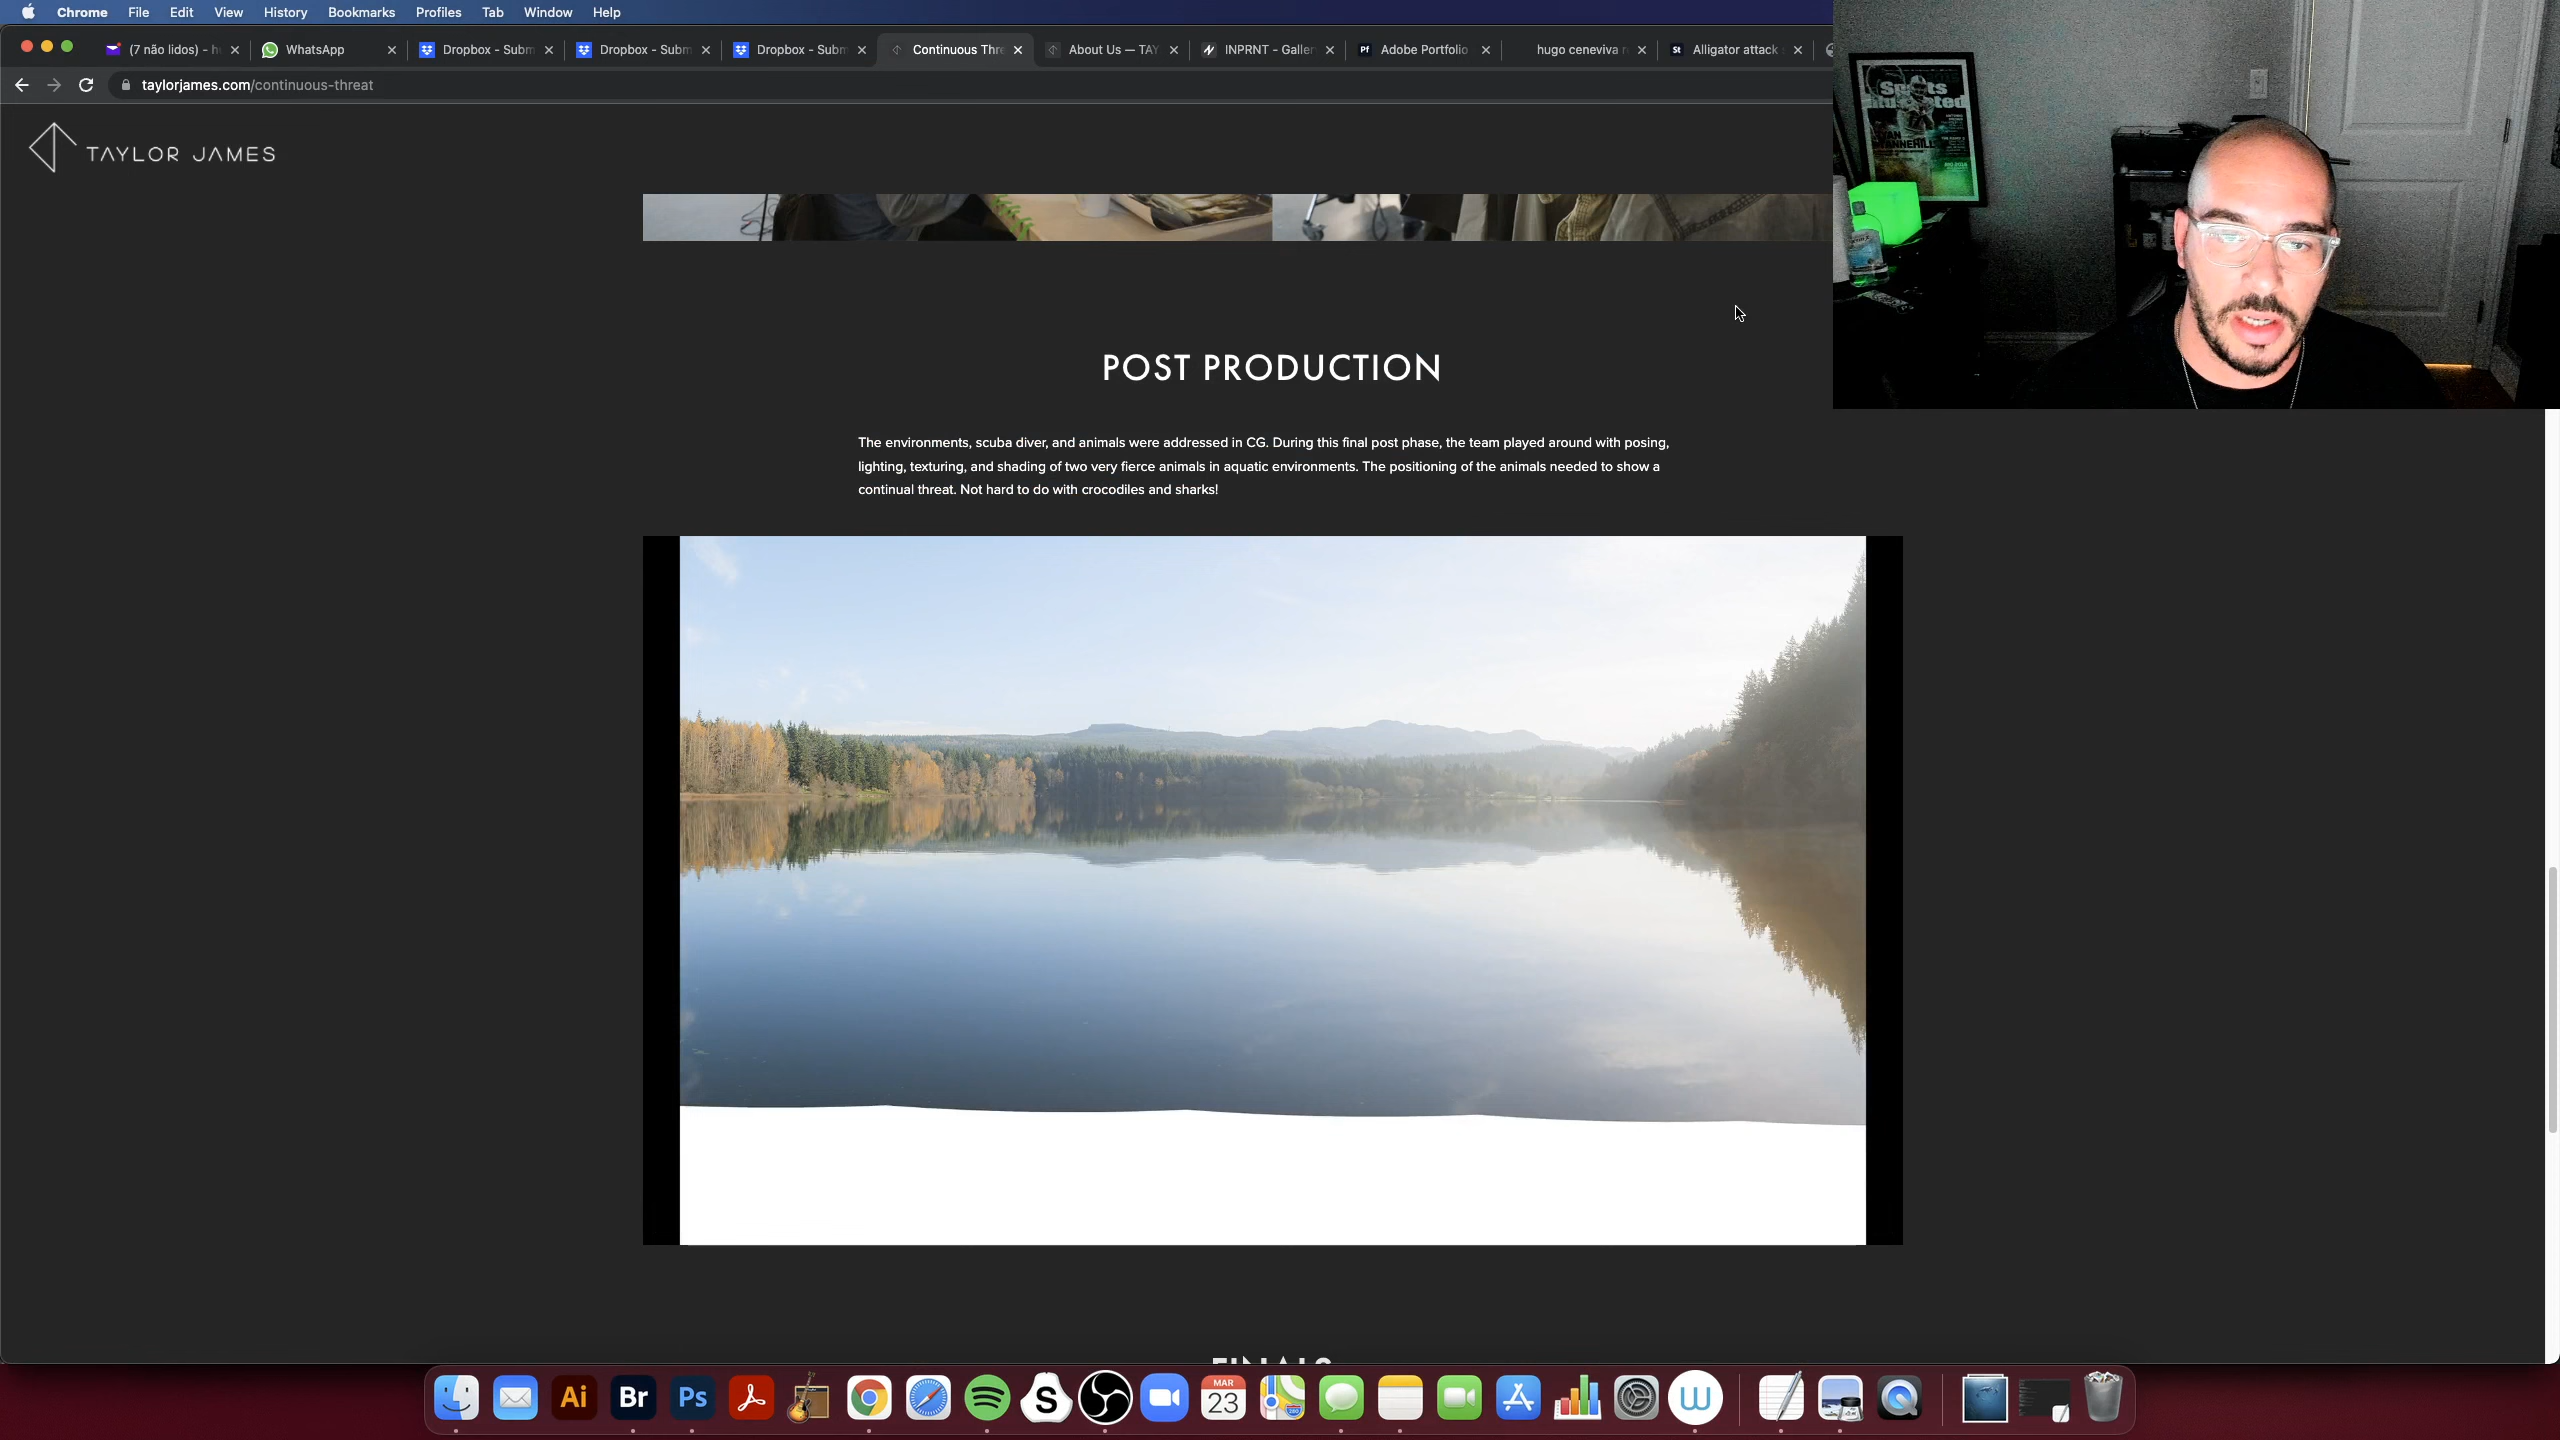 Chrome File Edit View History Bookmarks Profiles Tab Window Help
(7 não lidos) - h
WhatsApp
Dropbox - Subm
Dropbox - Subm
Dropbox - Subm
Continuous Thre
About Us — TAY
INPRNT - Galler
Adobe Portfolio
hugo ceneviva r
Alligator attack
taylorjames.com/continuous-threat
TAYLOR JAMES
POST PRODUCTION
The environments, scuba diver, and animals were addressed in CG. During this final post phase, the team played around with posing,
lighting, texturing, and shading of two very fierce animals in aquatic environments. The positioning of the animals needed to show a
continual threat. Not hard to do with crocodiles and sharks!
FINALS
Ai
Br
Ps
S
MAR
23
W